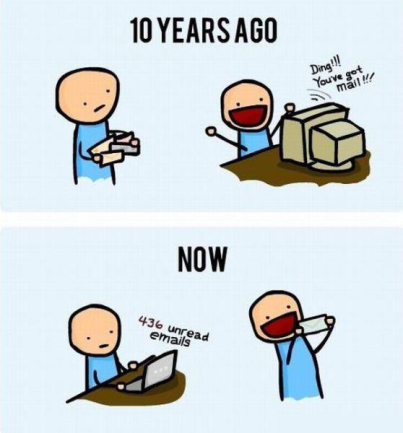 10 YEARS AGO
Ding!!!
You've got
mail!!!
NOW
436 unread
emails